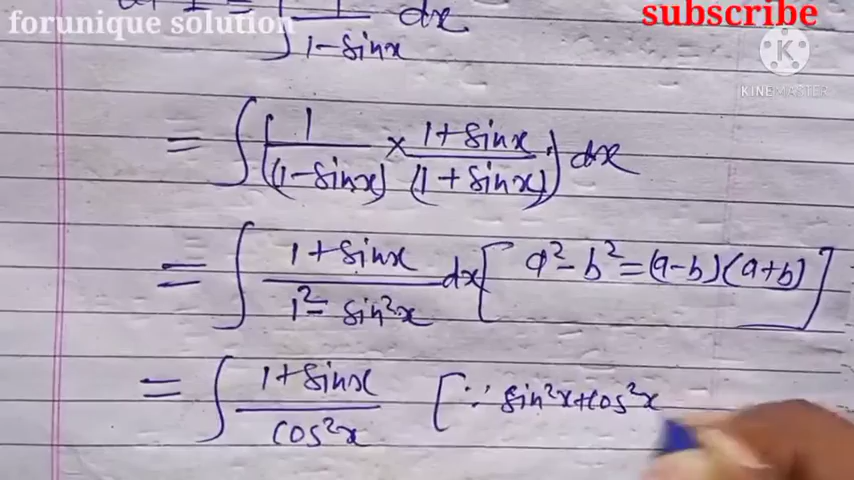 forunique solution
subscribe
KINEMASTER
I = ∫ 1/(1-sinx) dx
= ∫ (1/(1-sinx) × (1+sinx)/(1+sinx)) dx
= ∫ (1+sinx)/(1²-sin²x) dx [a²-b²=(a-b)(a+b)]
= ∫ (1+sinx)/cos²x [∵ sin²x+cos²x